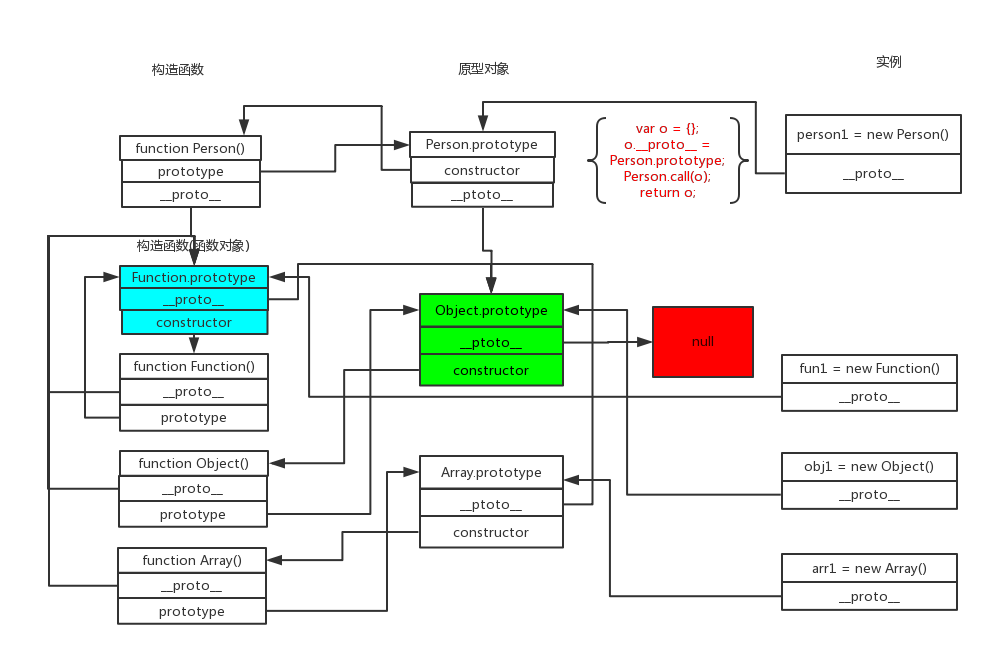 构造函数
原型对象
实例
function Person()
prototype
__proto__
Person.prototype
constructor
__ptoto__
var o = {};
o.__proto__ =
Person.prototype;
Person.call(o);
return o;
person1 = new Person()
__proto__
构造函数(函数对象)
Function.prototype
__proto__
constructor
function Function()
__proto__
prototype
Object.prototype
__ptoto__
constructor
null
fun1 = new Function()
__proto__
function Object()
__proto__
prototype
Array.prototype
__ptoto__
constructor
obj1 = new Object()
__proto__
function Array()
__proto__
prototype
arr1 = new Array()
__proto__